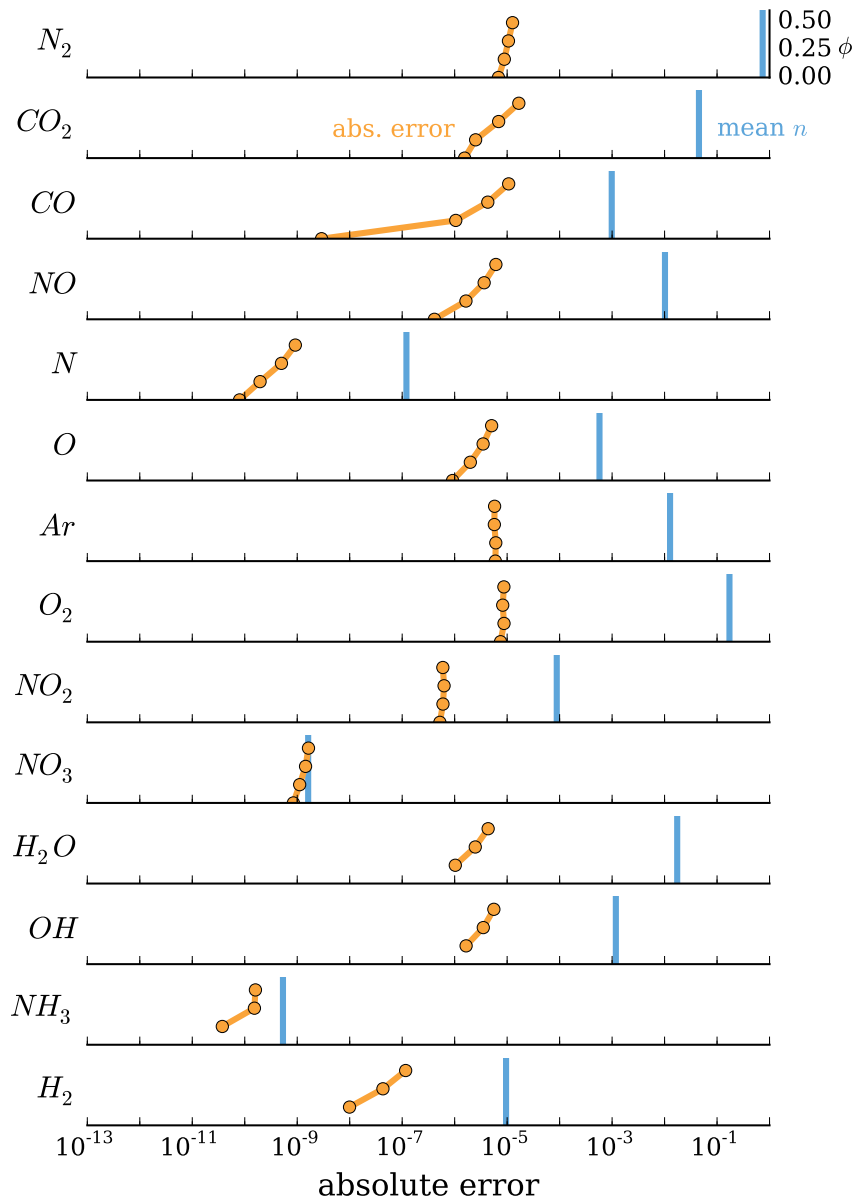 N₂ 0.50
0.25 ϕ
0.00
CO₂ abs. error mean n
CO
NO
N
O
Ar
O₂
NO₂
NO₃
H₂O
OH
NH₃
H₂
10⁻¹³ 10⁻¹¹ 10⁻⁹ 10⁻⁷ 10⁻⁵ 10⁻³ 10⁻¹
absolute error